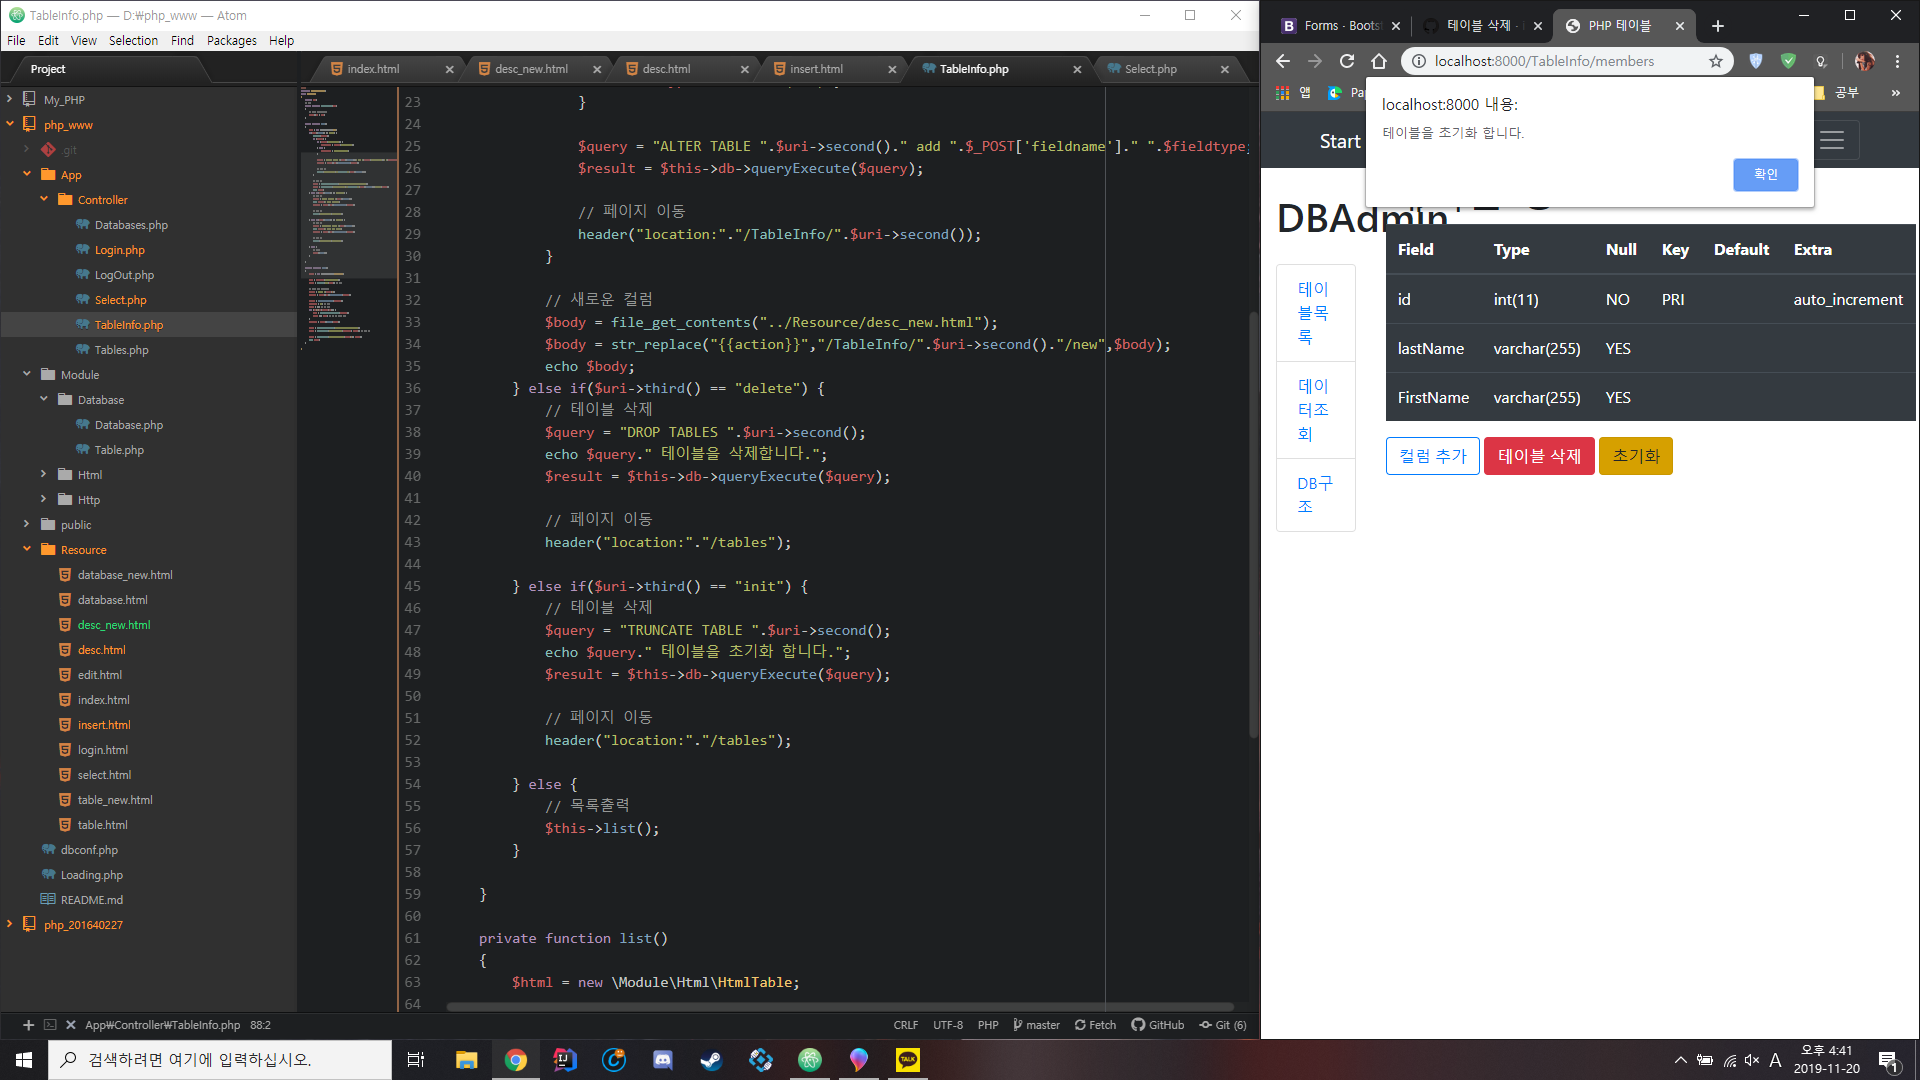 TableInfo.php — D:₩php_www — Atom
File Edit View Selection Find Packages Help
Project
My_PHP
php_www
.git
App
Controller
Databases.php
Login.php
LogOut.php
Select.php
TableInfo.php
Tables.php
Module
Database
Database.php
Table.php
Html
Http
public
Resource
database_new.html
database.html
desc_new.html
desc.html
edit.html
index.html
insert.html
login.html
select.html
table_new.html
table.html
dbconf.php
Loading.php
README.md
php_201640227
index.html desc_new.html desc.html insert.html TableInfo.php Select.php
23 }
24
25 $query = "ALTER TABLE ".$uri->second()." add ".$_POST['fieldname']." ".$fieldtype;
26 $result = $this->db->queryExecute($query);
27
28 // 페이지 이동
29 header("location:"."/TableInfo/".$uri->second());
30 }
31
32 // 새로운 컬럼
33 $body = file_get_contents("../Resource/desc_new.html");
34 $body = str_replace("{{action}}","/TableInfo/".$uri->second()."/new",$body);
35 echo $body;
36 } else if($uri->third() == "delete") {
37 // 테이블 삭제
38 $query = "DROP TABLES ".$uri->second();
39 echo $query." 테이블을 삭제합니다.";
40 $result = $this->db->queryExecute($query);
41
42 // 페이지 이동
43 header("location:"."/tables");
44
45 } else if($uri->third() == "init") {
46 // 테이블 삭제
47 $query = "TRUNCATE TABLE ".$uri->second();
48 echo $query." 테이블을 초기화 합니다.";
49 $result = $this->db->queryExecute($query);
50
51 // 페이지 이동
52 header("location:"."/tables");
53
54 } else {
55 // 목록출력
56 $this->list();
57 }
58
59 }
60
61 private function list()
62 {
63 $html = new \Module\Html\HtmlTable;
64
App₩Controller₩TableInfo.php 88:2
CRLF UTF-8 PHP master Fetch GitHub Git (6)
Forms · Boots 테이블 삭제 · PHP 테이블
localhost:8000/TableInfo/members
앱 Pa 공부 »
localhost:8000 내용:
테이블을 초기화 합니다.
확인
Start
DBAdmin
테이블목록
데이터조회
DB구조
Field Type Null Key Default Extra
id int(11) NO PRI auto_increment
lastName varchar(255) YES
FirstName varchar(255) YES
컬럼 추가 테이블 삭제 초기화
검색하려면 여기에 입력하십시오.
TALK
A
오후 4:41
2019-11-20
1